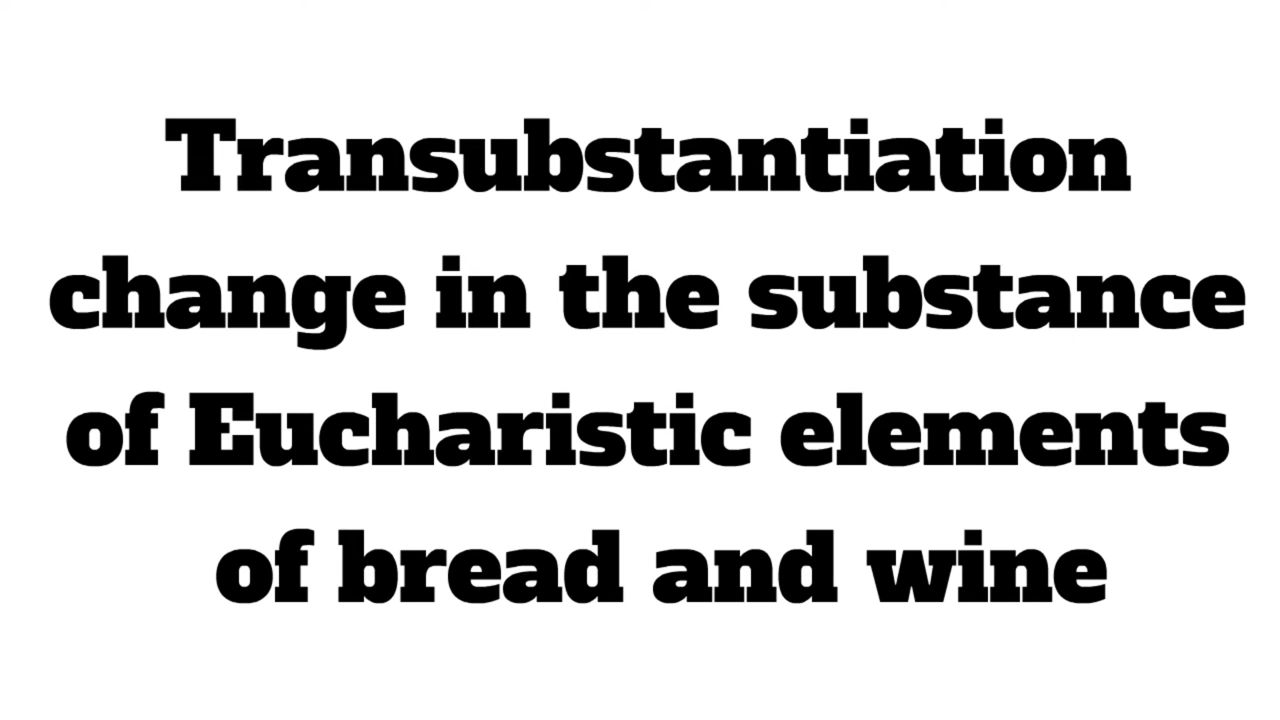 Transubstantiation
change in the substance
of Eucharistic elements
of bread and wine